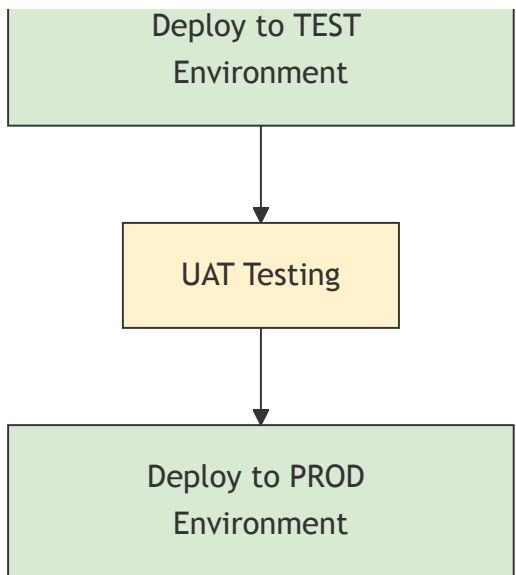 Deploy to TEST
Environment
UAT Testing
Deploy to PROD
Environment